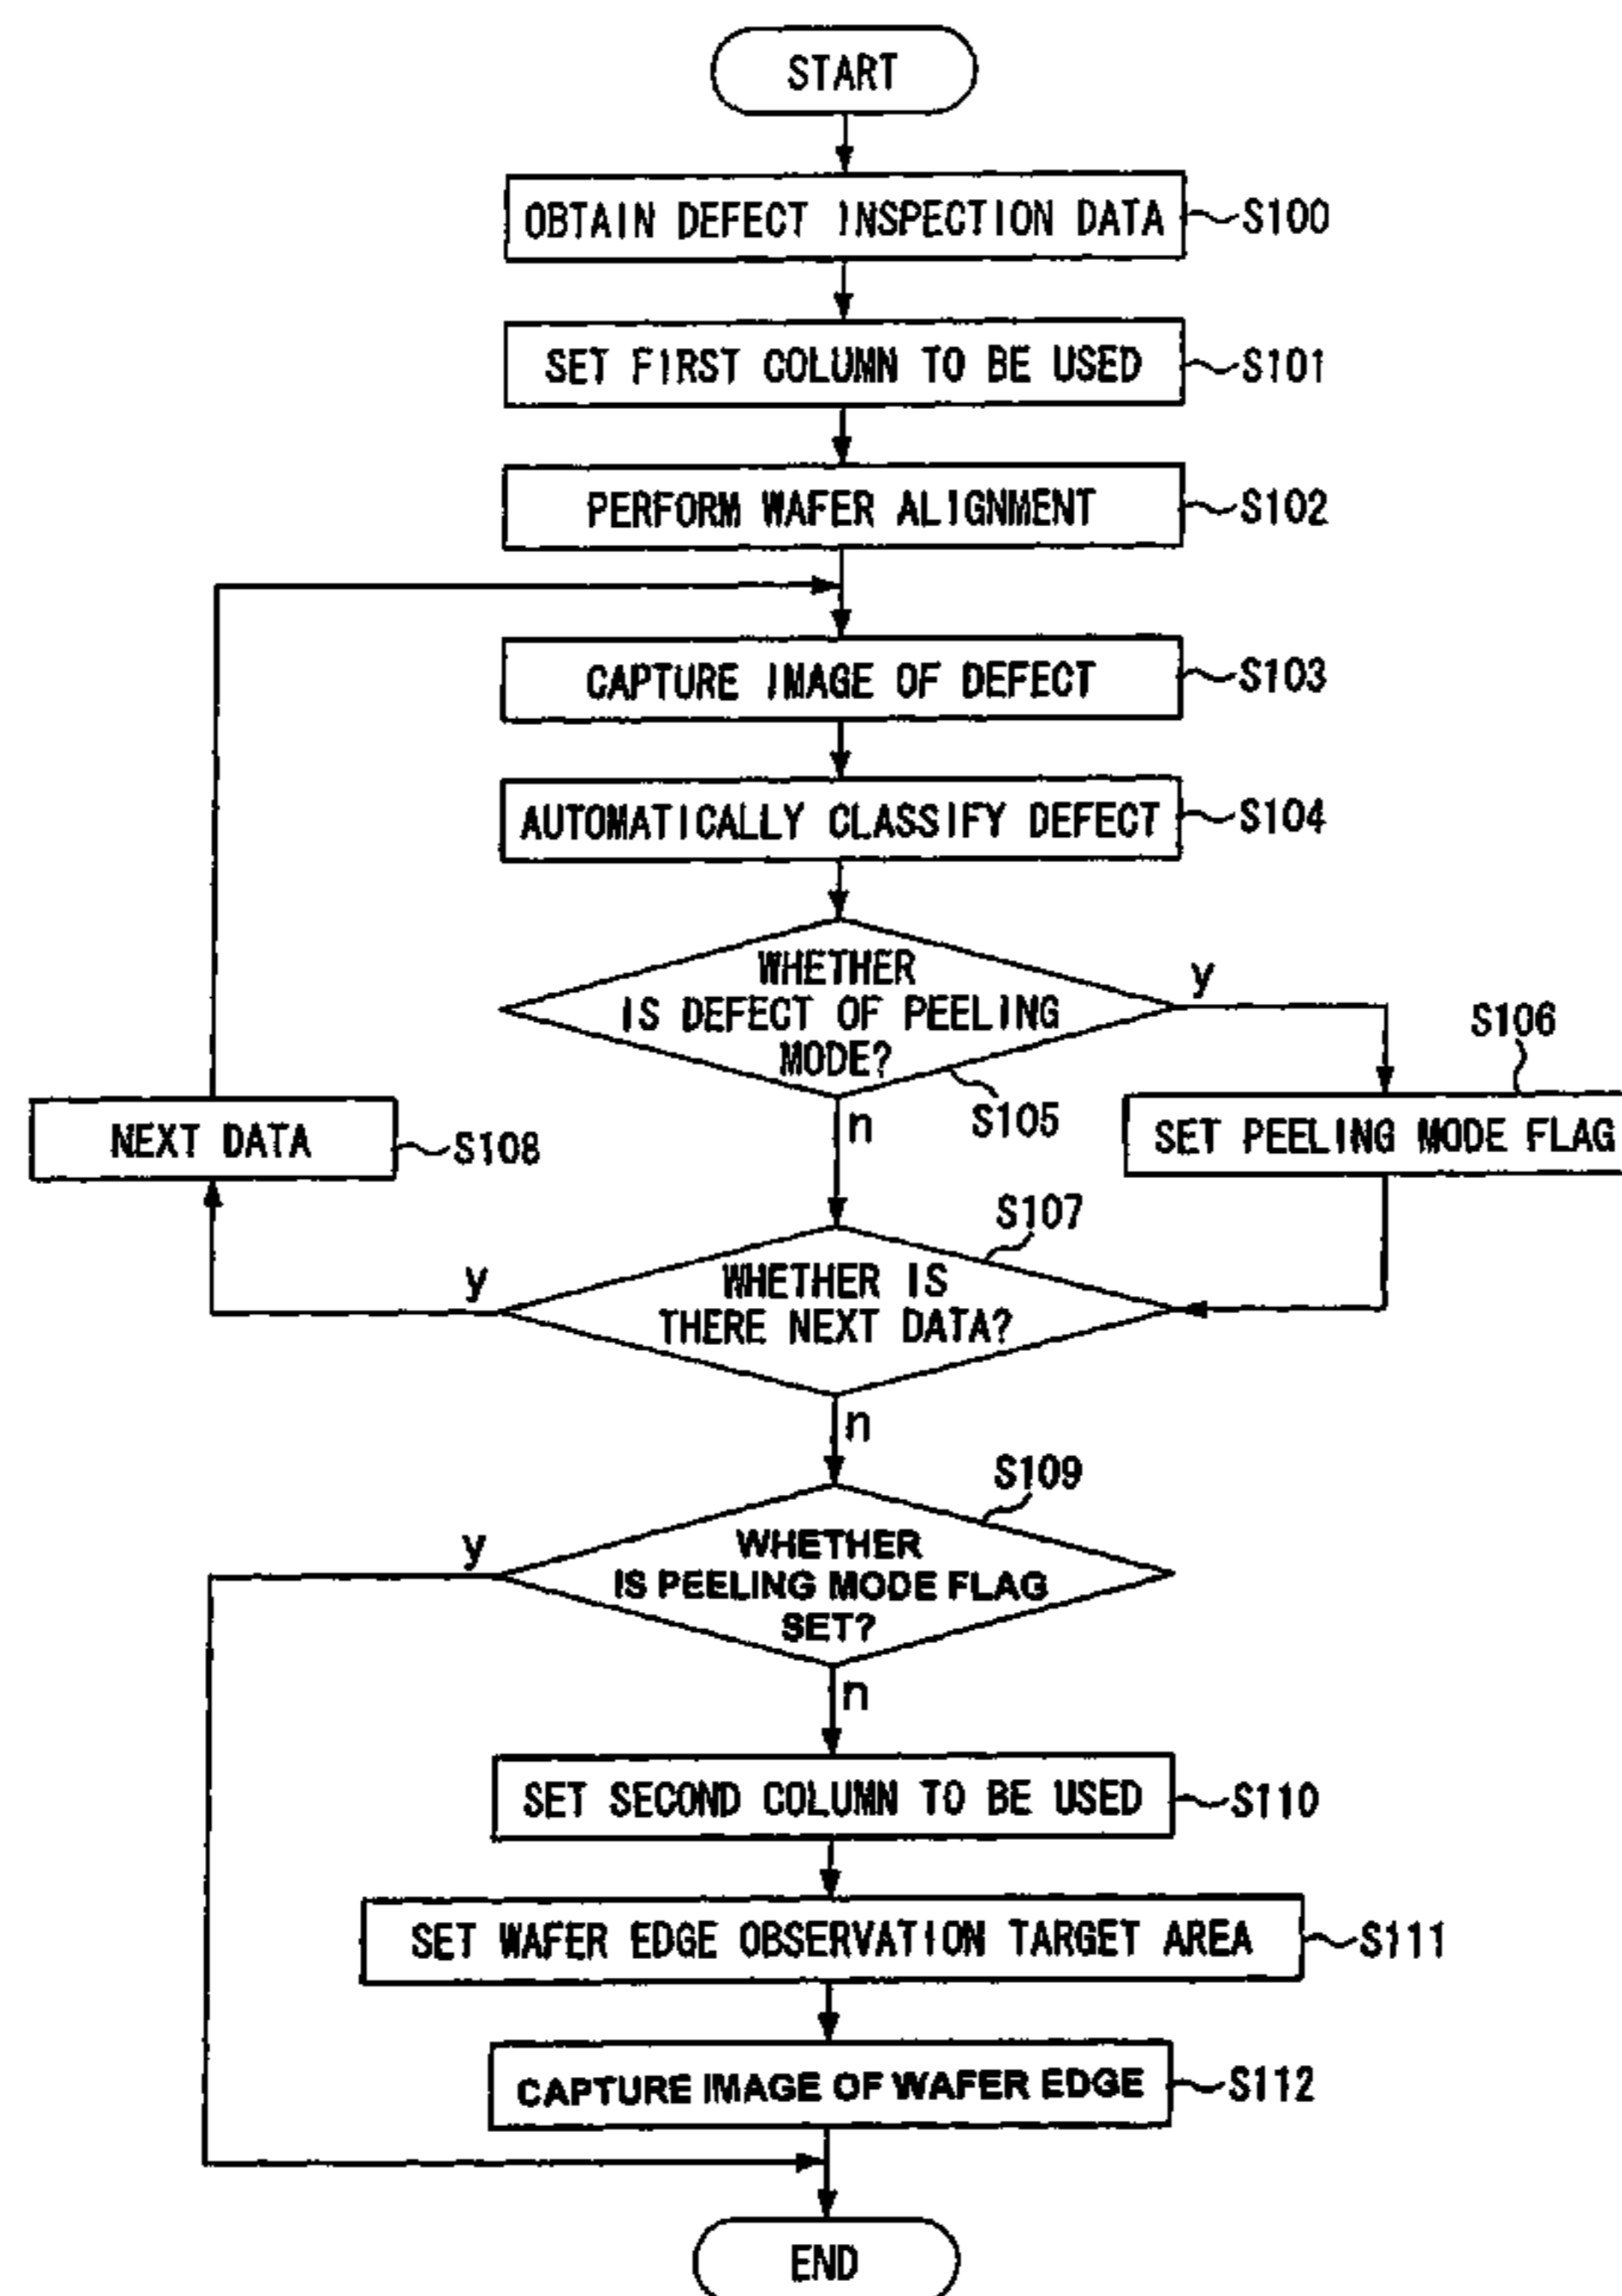 START
OBTAIN DEFECT INSPECTION DATA
S100
SET FIRST COLUMN TO BE USED
S101
PERFORM WAFER ALIGNMENT
S102
CAPTURE IMAGE OF DEFECT
S103
AUTOMATICALLY CLASSIFY DEFECT
S104
WHETHER
IS DEFECT OF PEELING
MODE?
y
S105
n
S106
SET PEELING MODE FLAG
NEXT DATA
S108
S107
WHETHER IS
THERE NEXT DATA?
y
n
S109
WHETHER
IS PEELING MODE FLAG
SET?
y
n
SET SECOND COLUMN TO BE USED
S110
SET WAFER EDGE OBSERVATION TARGET AREA
S111
CAPTURE IMAGE OF WAFER EDGE
S112
END